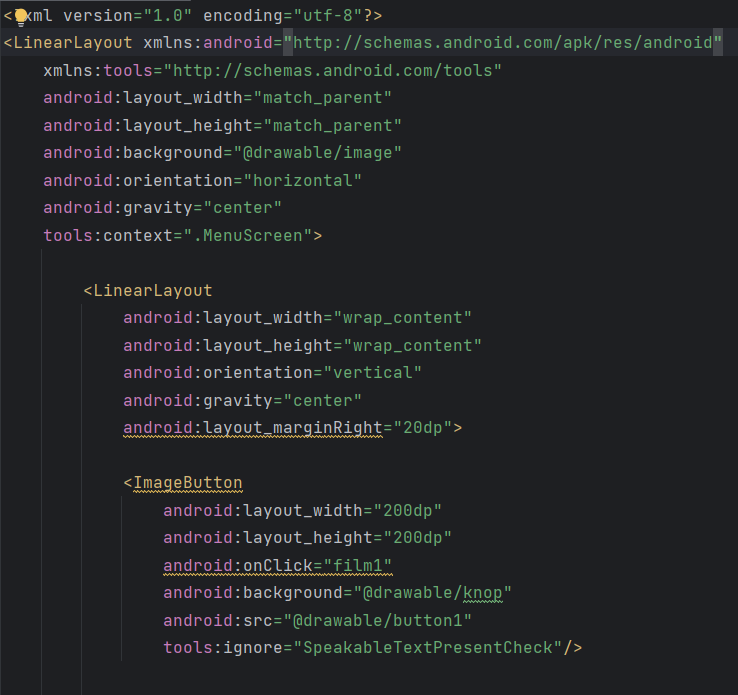 <?xml version="1.0" encoding="utf-8"?>
<LinearLayout xmlns:android="http://schemas.android.com/apk/res/android"
    xmlns:tools="http://schemas.android.com/tools"
    android:layout_width="match_parent"
    android:layout_height="match_parent"
    android:background="@drawable/image"
    android:orientation="horizontal"
    android:gravity="center"
    tools:context=".MenuScreen">
        <LinearLayout
            android:layout_width="wrap_content"
            android:layout_height="wrap_content"
            android:orientation="vertical"
            android:gravity="center"
            android:layout_marginRight="20dp">
            <ImageButton
                android:layout_width="200dp"
                android:layout_height="200dp"
                android:onClick="film1"
                android:background="@drawable/knop"
                android:src="@drawable/button1"
                tools:ignore="SpeakableTextPresentCheck"/>